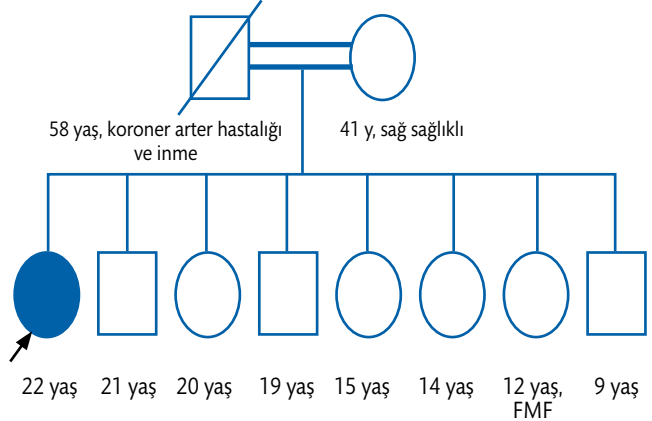 58 yaş, koroner arter hastalığı
ve inme
41 y, sağ sağlıklı
22 yaş
21 yaş
20 yaş
19 yaş
15 yaş
14 yaş
12 yaş,
FMF
9 yaş